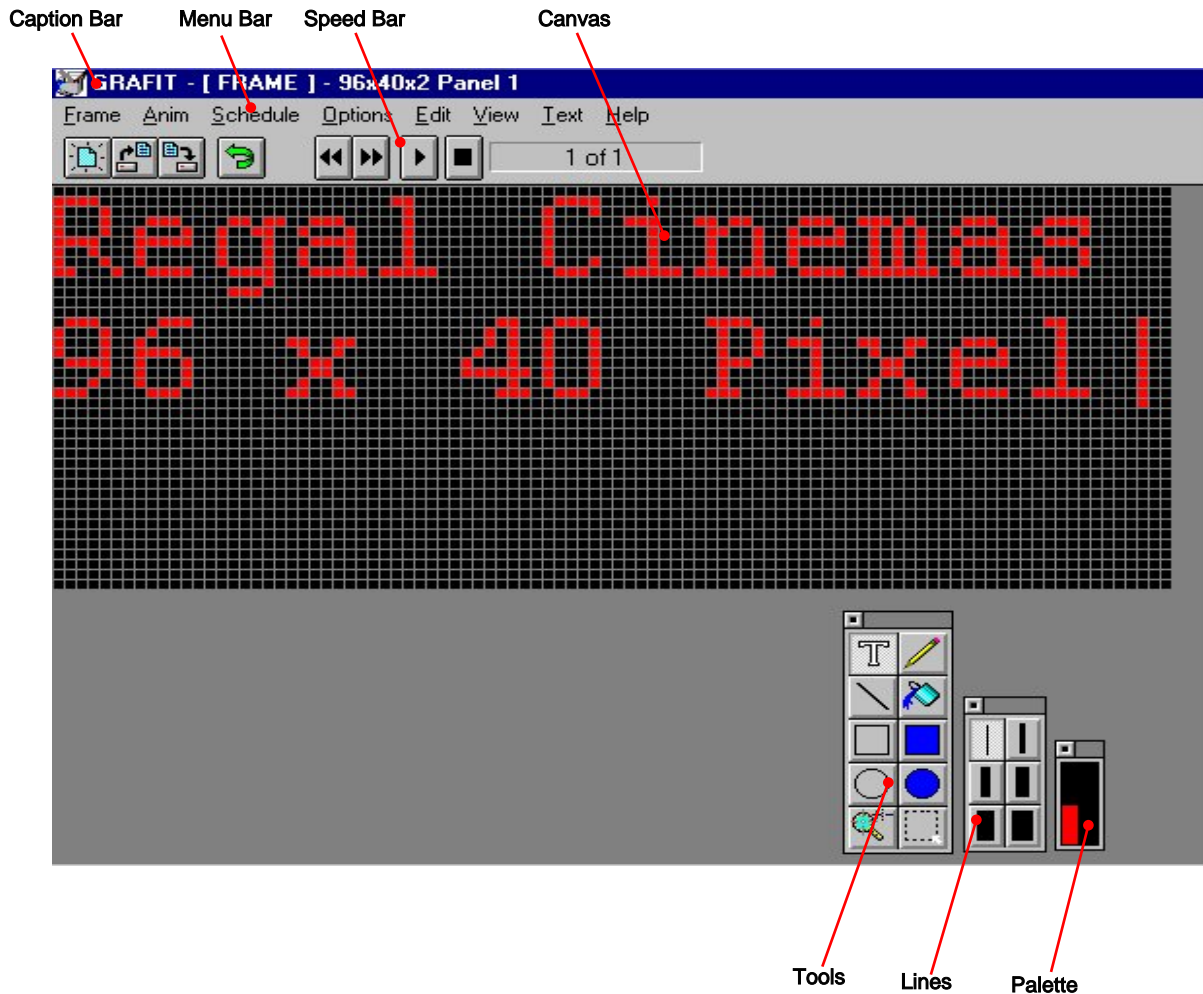 Caption Bar Menu Bar Speed Bar Canvas
GRAFIT - [ FRAME ] - 96x40x2 Panel 1
Frame Anim Schedule Options Edit View Text Help
1 of 1
Regal Cinemas
96 x 40 Pixel|
T
Tools Lines Palette